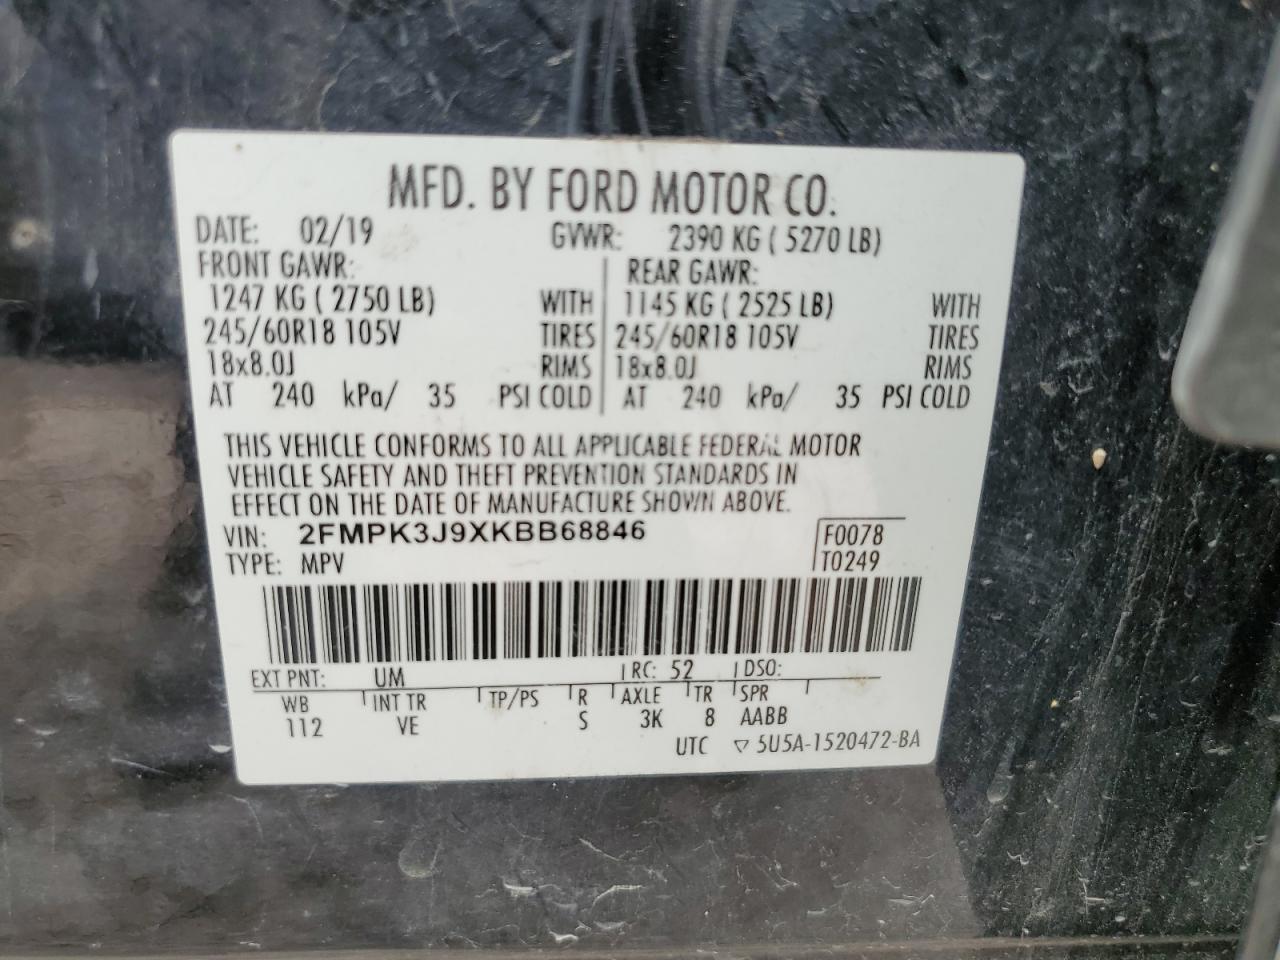 MFD. BY FORD MOTOR CO.
DATE: 02/19 GVWR: 2390 KG ( 5270 LB)
FRONT GAWR: REAR GAWR:
1247 KG ( 2750 LB) WITH 1145 KG ( 2525 LB) WITH
245/60R18 105V TIRES 245/60R18 105V TIRES
18x8.0J RIMS 18x8.0J RIMS
AT 240 kPa/ 35 PSI COLD AT 240 kPa/ 35 PSI COLD
THIS VEHICLE CONFORMS TO ALL APPLICABLE FEDERAL MOTOR
VEHICLE SAFETY AND THEFT PREVENTION STANDARDS IN
EFFECT ON THE DATE OF MANUFACTURE SHOWN ABOVE.
VIN: 2FMPK3J9XKBB68846 F0078
TYPE: MPV T0249
EXT PNT: UM RC: 52 DSO:
WB INT TR TP/PS R AXLE TR SPR
112 VE S 3K 8 AABB
UTC ▽ 5U5A-1520472-BA